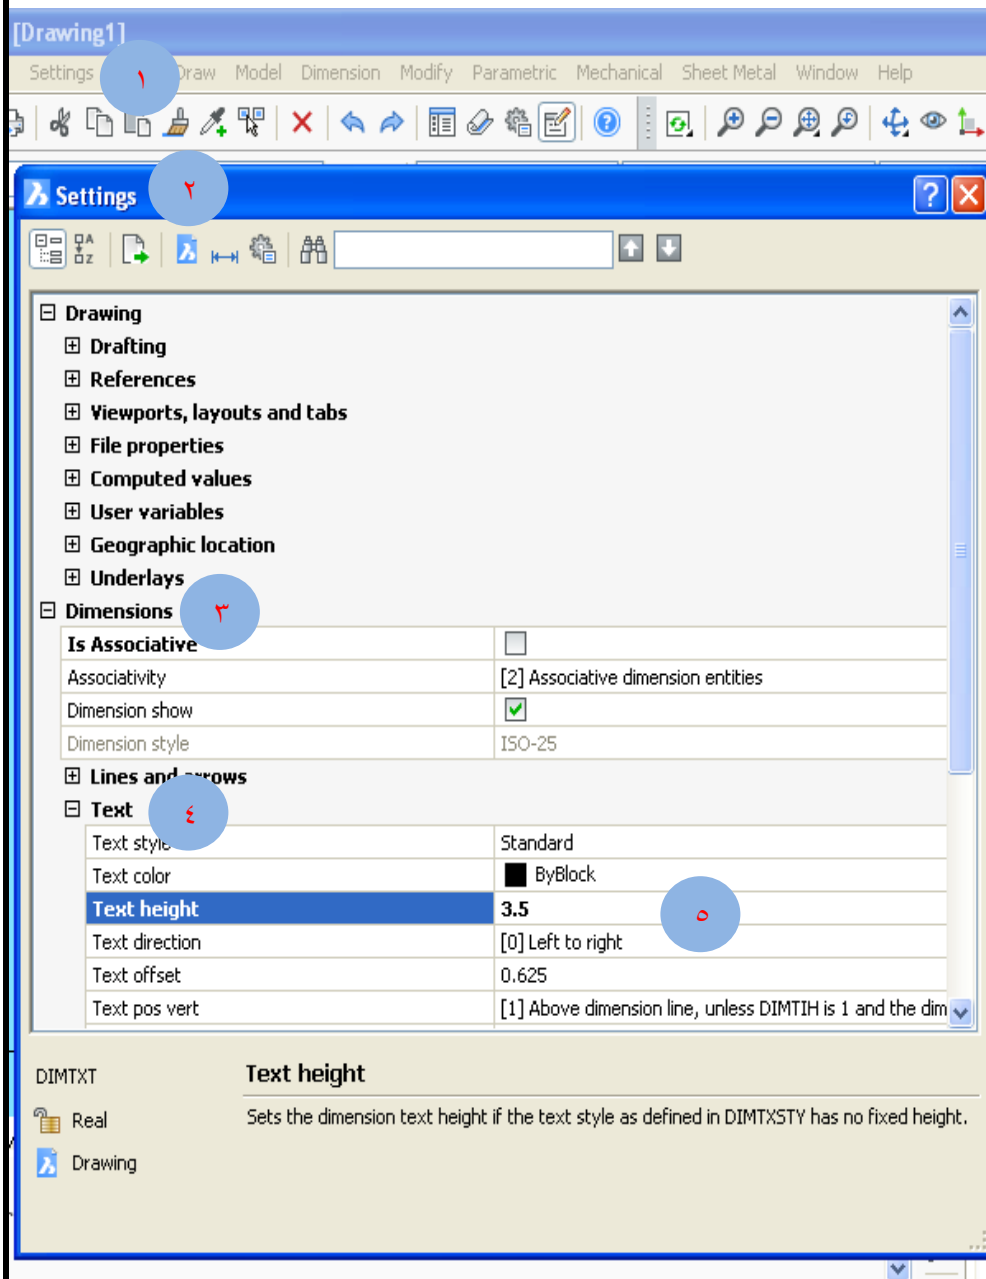 [Drawing1]
Settings ١ Draw Model Dimension Modify Parametric Mechanical Sheet Metal Window Help
Settings ٢
Drawing
Drafting
References
Viewports, layouts and tabs
File properties
Computed values
User variables
Geographic location
Underlays
Dimensions ٣
Is Associative
Associativity [2] Associative dimension entities
Dimension show
Dimension style ISO-25
Lines and arrows
Text ٤
Text style Standard
Text color ByBlock
Text height 3.5 ٥
Text direction [0] Left to right
Text offset 0.625
Text pos vert [1] Above dimension line, unless DIMTIH is 1 and the dim
DIMTXT Text height
Real Sets the dimension text height if the text style as defined in DIMTXSTY has no fixed height.
Drawing